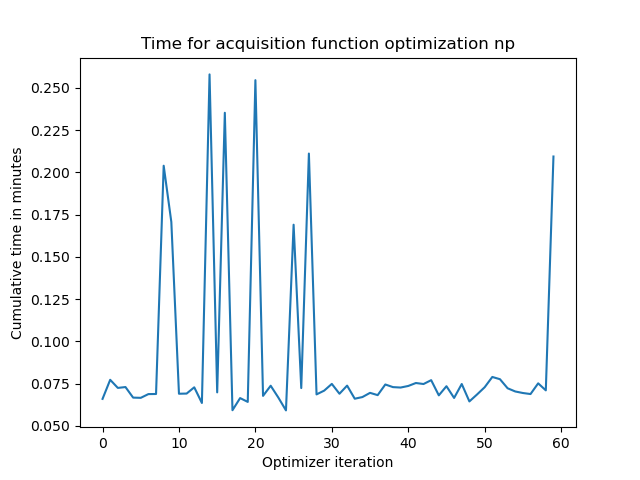 Time for acquisition function optimization np
Cumulative time in minutes
0.250
0.225
0.200
0.175
0.150
0.125
0.100
0.075
0.050
0 10 20 30 40 50 60
Optimizer iteration